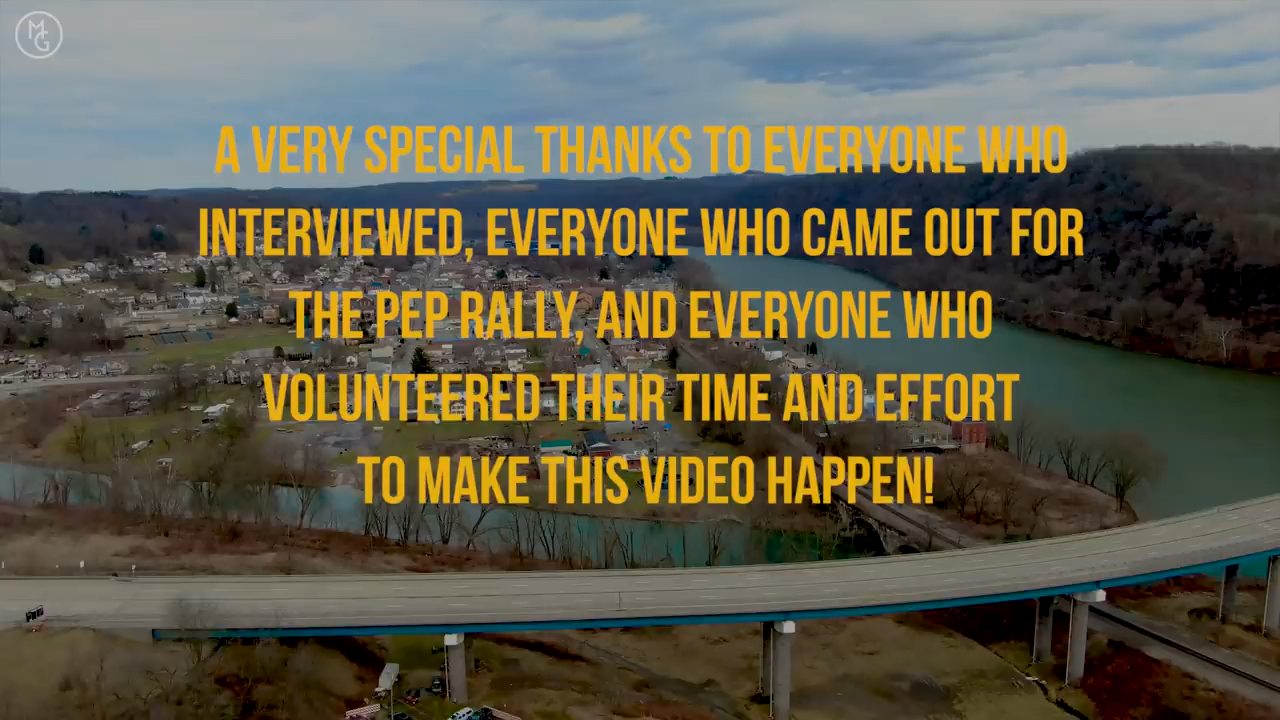 MG
A VERY SPECIAL THANKS TO EVERYONE WHO
INTERVIEWED, EVERYONE WHO CAME OUT FOR
THE PEP RALLY, AND EVERYONE WHO
VOLUNTEERED THEIR TIME AND EFFORT
TO MAKE THIS VIDEO HAPPEN!